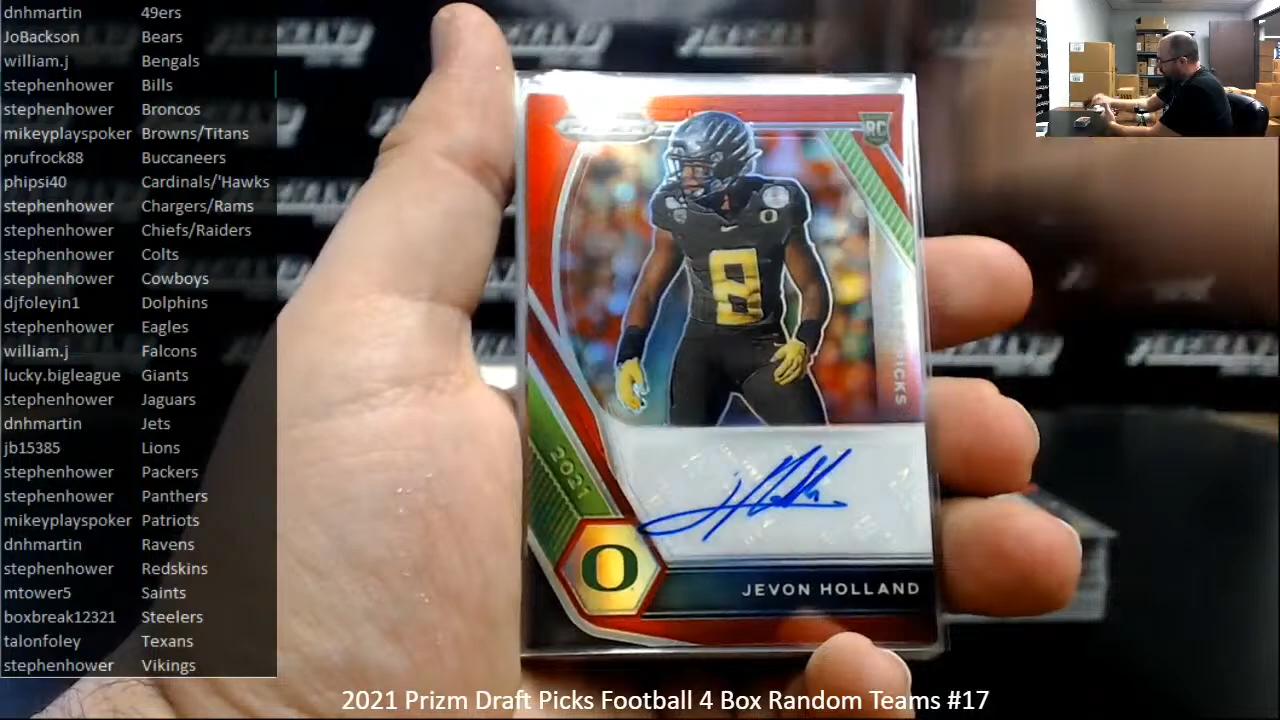 dnhmartin 49ers
JoBackson Bears
william.j Bengals
stephenhower Bills
stephenhower Broncos
mikeyplayspoker Browns/Titans
prufrock88 Buccaneers
phipsi40 Cardinals/'Hawks
stephenhower Chargers/Rams
stephenhower Chiefs/Raiders
stephenhower Colts
stephenhower Cowboys
djfoleyin1 Dolphins
stephenhower Eagles
william.j Falcons
lucky.bigleague Giants
stephenhower Jaguars
dnhmartin Jets
jb15385 Lions
stephenhower Packers
stephenhower Panthers
mikeyplayspoker Patriots
dnhmartin Ravens
stephenhower Redskins
mtower5 Saints
boxbreak12321 Steelers
talonfoley Texans
stephenhower Vikings
RC
O
8
2021
O
JEVON HOLLAND
2021 Prizm Draft Picks Football 4 Box Random Teams #17